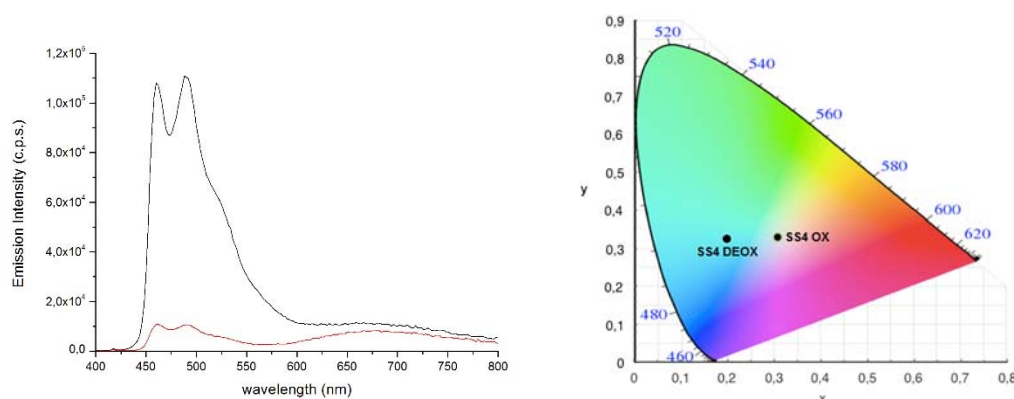 1,2x10⁵
1,0x10⁵
8,0x10⁴
6,0x10⁴
4,0x10⁴
2,0x10⁴
0,0
400 450 500 550 600 650 700 750 800
Emission Intensity (c.p.s.)
wavelength (nm)
0,9
0,8
0,7
0,6
0,5
0,4
0,3
0,2
0,1
0
0 0,1 0,2 0,3 0,4 0,5 0,6 0,7 0,8
y
x
520
540
560
580
600
620
480
460
SS4 DEOX
SS4 OX